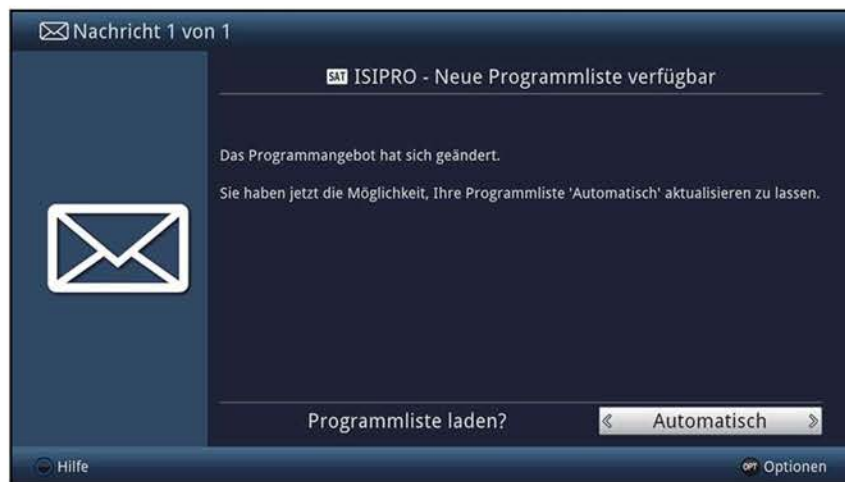 Nachricht 1 von 1
SAT ISIPRO - Neue Programmliste verfügbar
Das Programmangebot hat sich geändert.
Sie haben jetzt die Möglichkeit, Ihre Programmliste 'Automatisch' aktualisieren zu lassen.
Programmliste laden? « Automatisch »
Hilfe OPT Optionen